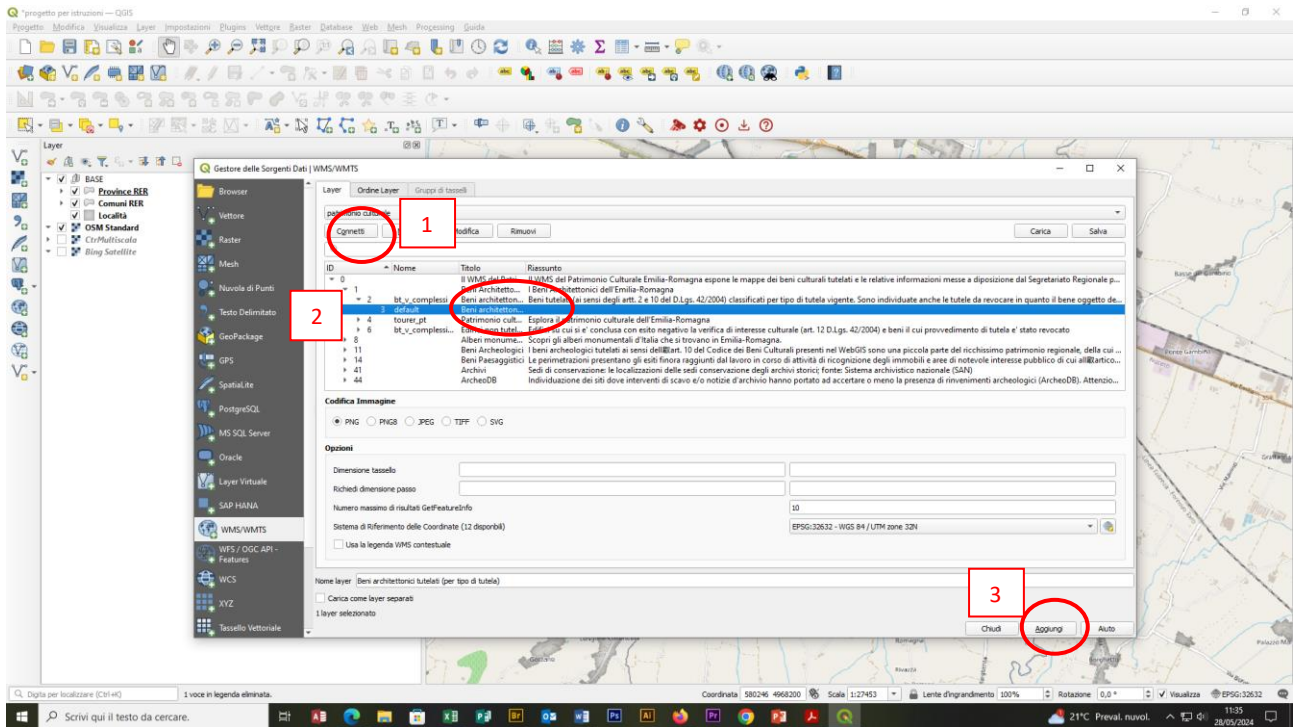 *progetto per istruzioni — QGIS
Progetto Modifica Visualizza Layer Impostazioni Plugins Vettore Raster Database Web Mesh Processing Guida
Layer
BASE
Province RER
Comuni RER
Località
OSM Standard
CtrMultiscala
Bing Satellite
Gestore delle Sorgenti Dati | WMS/WMTS
Browser
Vettore
Raster
Mesh
Nuvola di Punti
Testo Delimitato
GeoPackage
GPS
SpatiaLite
PostgreSQL
MS SQL Server
Oracle
Layer Virtuale
SAP HANA
WMS/WMTS
WFS / OGC API -
Features
WCS
XYZ
Tassello Vettoriale
Layer Ordine Layer Gruppi di tasselli
patrimonio culturale
1
Connetti Modifica Rimuovi Carica Salva
ID Nome Titolo Riassunto
0 Il WMS del Patri... Il WMS del Patrimonio Culturale Emilia-Romagna espone le mappe dei beni culturali tutelati e le relative informazioni messe a diposizione dal Segretariato Regionale p...
1 Beni Architetto... I Beni Architettonici dell'Emilia-Romagna
2 bt_v_complessi Beni architetton... Beni tutelati (ai sensi degli artt. 2 e 10 del D.Lgs. 42/2004) classificati per tipo di tutela vigente. Sono individuate anche le tutele da revocare in quanto il bene oggetto de...
2
3 default Beni architetton...
4 tourer_pt Patrimonio cult... Esplora il patrimonio culturale dell'Emilia-Romagna
6 bt_v_complessi... Edifici non tutel... Edifici su cui si e' conclusa con esito negativo la verifica di interesse culturale (art. 12 D.Lgs. 42/2004) e beni il cui provvedimento di tutela e' stato revocato
8 Alberi monume... Scopri gli alberi monumentali d'Italia che si trovano in Emilia-Romagna.
11 Beni Archeologici I beni archeologici tutelati ai sensi dell art. 10 del Codice dei Beni Culturali presenti nel WebGIS sono una piccola parte del ricchissimo patrimonio regionale, della cui ...
14 Beni Paesaggistici Le perimetrazioni presentano gli esiti finora raggiunti dal lavoro in corso di attività di ricognizione degli immobili e aree di notevole interesse pubblico di cui all artico...
41 Archivi Sedi di conservazione: le localizzazioni delle sedi conservazione degli archivi storici; fonte: Sistema archivistico nazionale (SAN)
44 ArcheoDB Individuazione dei siti dove interventi di scavo e/o notizie d'archivio hanno portato ad accertare o meno la presenza di rinvenimenti archeologici (ArcheoDB). Attenzio...
Codifica Immagine
PNG PNG8 JPEG TIFF SVG
Opzioni
Dimensione tassello
Richiedi dimensione passo
Numero massimo di risultati GetFeatureInfo 10
Sistema di Riferimento delle Coordinate (12 disponibili) EPSG:32632 - WGS 84 / UTM zone 32N
Usa la legenda WMS contestuale
Nome layer Beni architettonici tutelati (per tipo di tutela)
Carica come layer separati
1 layer selezionato
3
Chiudi Aggiungi Aiuto
Digita per localizzare (Ctrl+K) 1 voce in legenda eliminata. Coordinata 580246 4968200 Scala 1:27453 Lente d'ingrandimento 100% Rotazione 0,0 ° Visualizza EPSG:32632
Scrivi qui il testo da cercare. 21°C Preval. nuvol. 11:35
28/05/2024